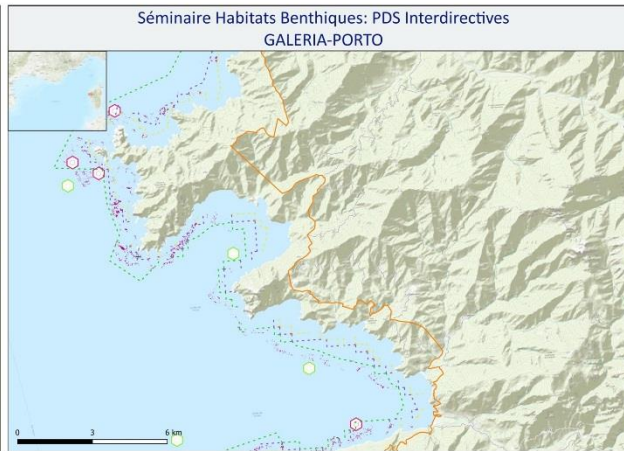 Séminaire Habitats Benthiques: PDS Interdirectives
GALERIA-PORTO
0 3 6 km